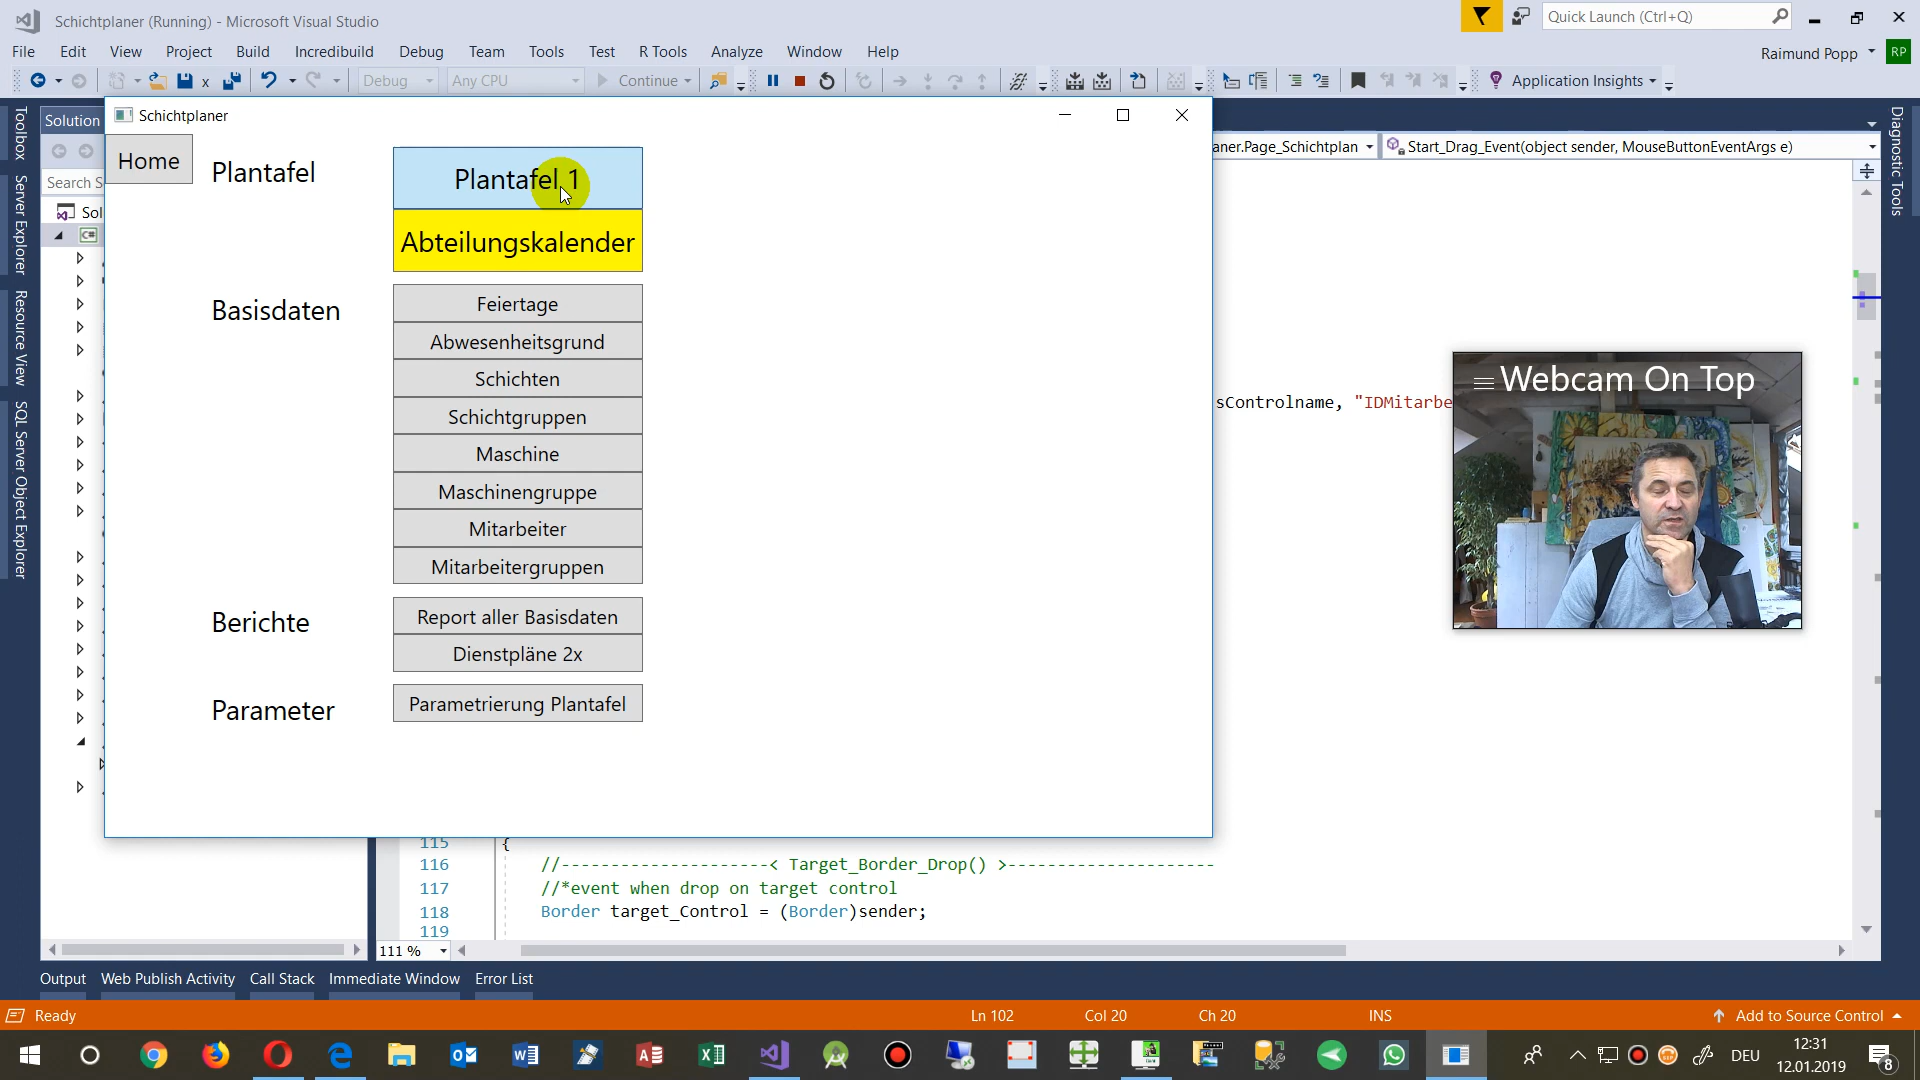 Schichtplaner (Running) - Microsoft Visual Studio
Quick Launch (Ctrl+Q)
File Edit View Project Build Incredibuild Debug Team Tools Test R Tools Analyze Window Help
Raimund Popp RP
Debug Any CPU Continue Application Insights
Toolbox
Server Explorer
Resource View
SQL Server Object Explorer
Solution
Search S
Sol
Schichtplaner
Home
Plantafel
Plantafel 1
Abteilungskalender
Basisdaten
Feiertage
Abwesenheitsgrund
Schichten
Schichtgruppen
Maschine
Maschinengruppe
Mitarbeiter
Mitarbeitergruppen
Berichte
Report aller Basisdaten
Dienstpläne 2x
Parameter
Parametrierung Plantafel
aner.Page_Schichtplan
Start_Drag_Event(object sender, MouseButtonEventArgs e)
Diagnostic Tools
sControlname, "IDMitarbe
Webcam On Top
115 {
116 //---------------------< Target_Border_Drop() >---------------------
117 //*event when drop on target control
118 Border target_Control = (Border)sender;
119
111 %
Output Web Publish Activity Call Stack Immediate Window Error List
Ready
Ln 102 Col 20 Ch 20 INS
Add to Source Control
DEU
12:31
12.01.2019
8